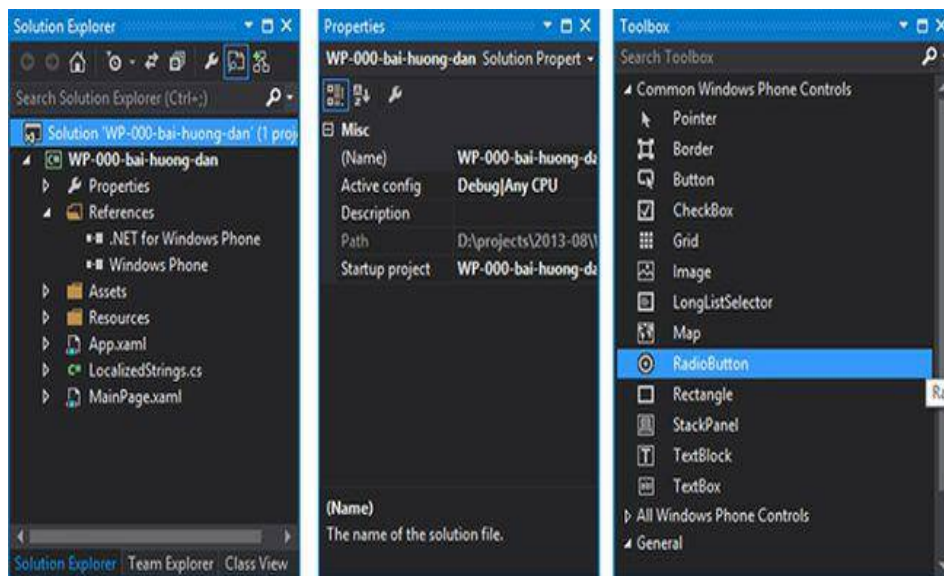 Solution Explorer
Search Solution Explorer (Ctrl+;)
Solution 'WP-000-bai-huong-dan' (1 proj
WP-000-bai-huong-dan
Properties
References
.NET for Windows Phone
Windows Phone
Assets
Resources
App.xaml
LocalizedStrings.cs
MainPage.xaml
Solution Explorer Team Explorer Class View
Properties
WP-000-bai-huong-dan Solution Propert
Misc
(Name) WP-000-bai-huong-da
Active config Debug|Any CPU
Description
Path D:\projects\2013-08\
Startup project WP-000-bai-huong-da
(Name)
The name of the solution file.
Toolbox
Search Toolbox
Common Windows Phone Controls
Pointer
Border
Button
CheckBox
Grid
Image
LongListSelector
Map
RadioButton
Ra
Rectangle
StackPanel
TextBlock
TextBox
All Windows Phone Controls
General